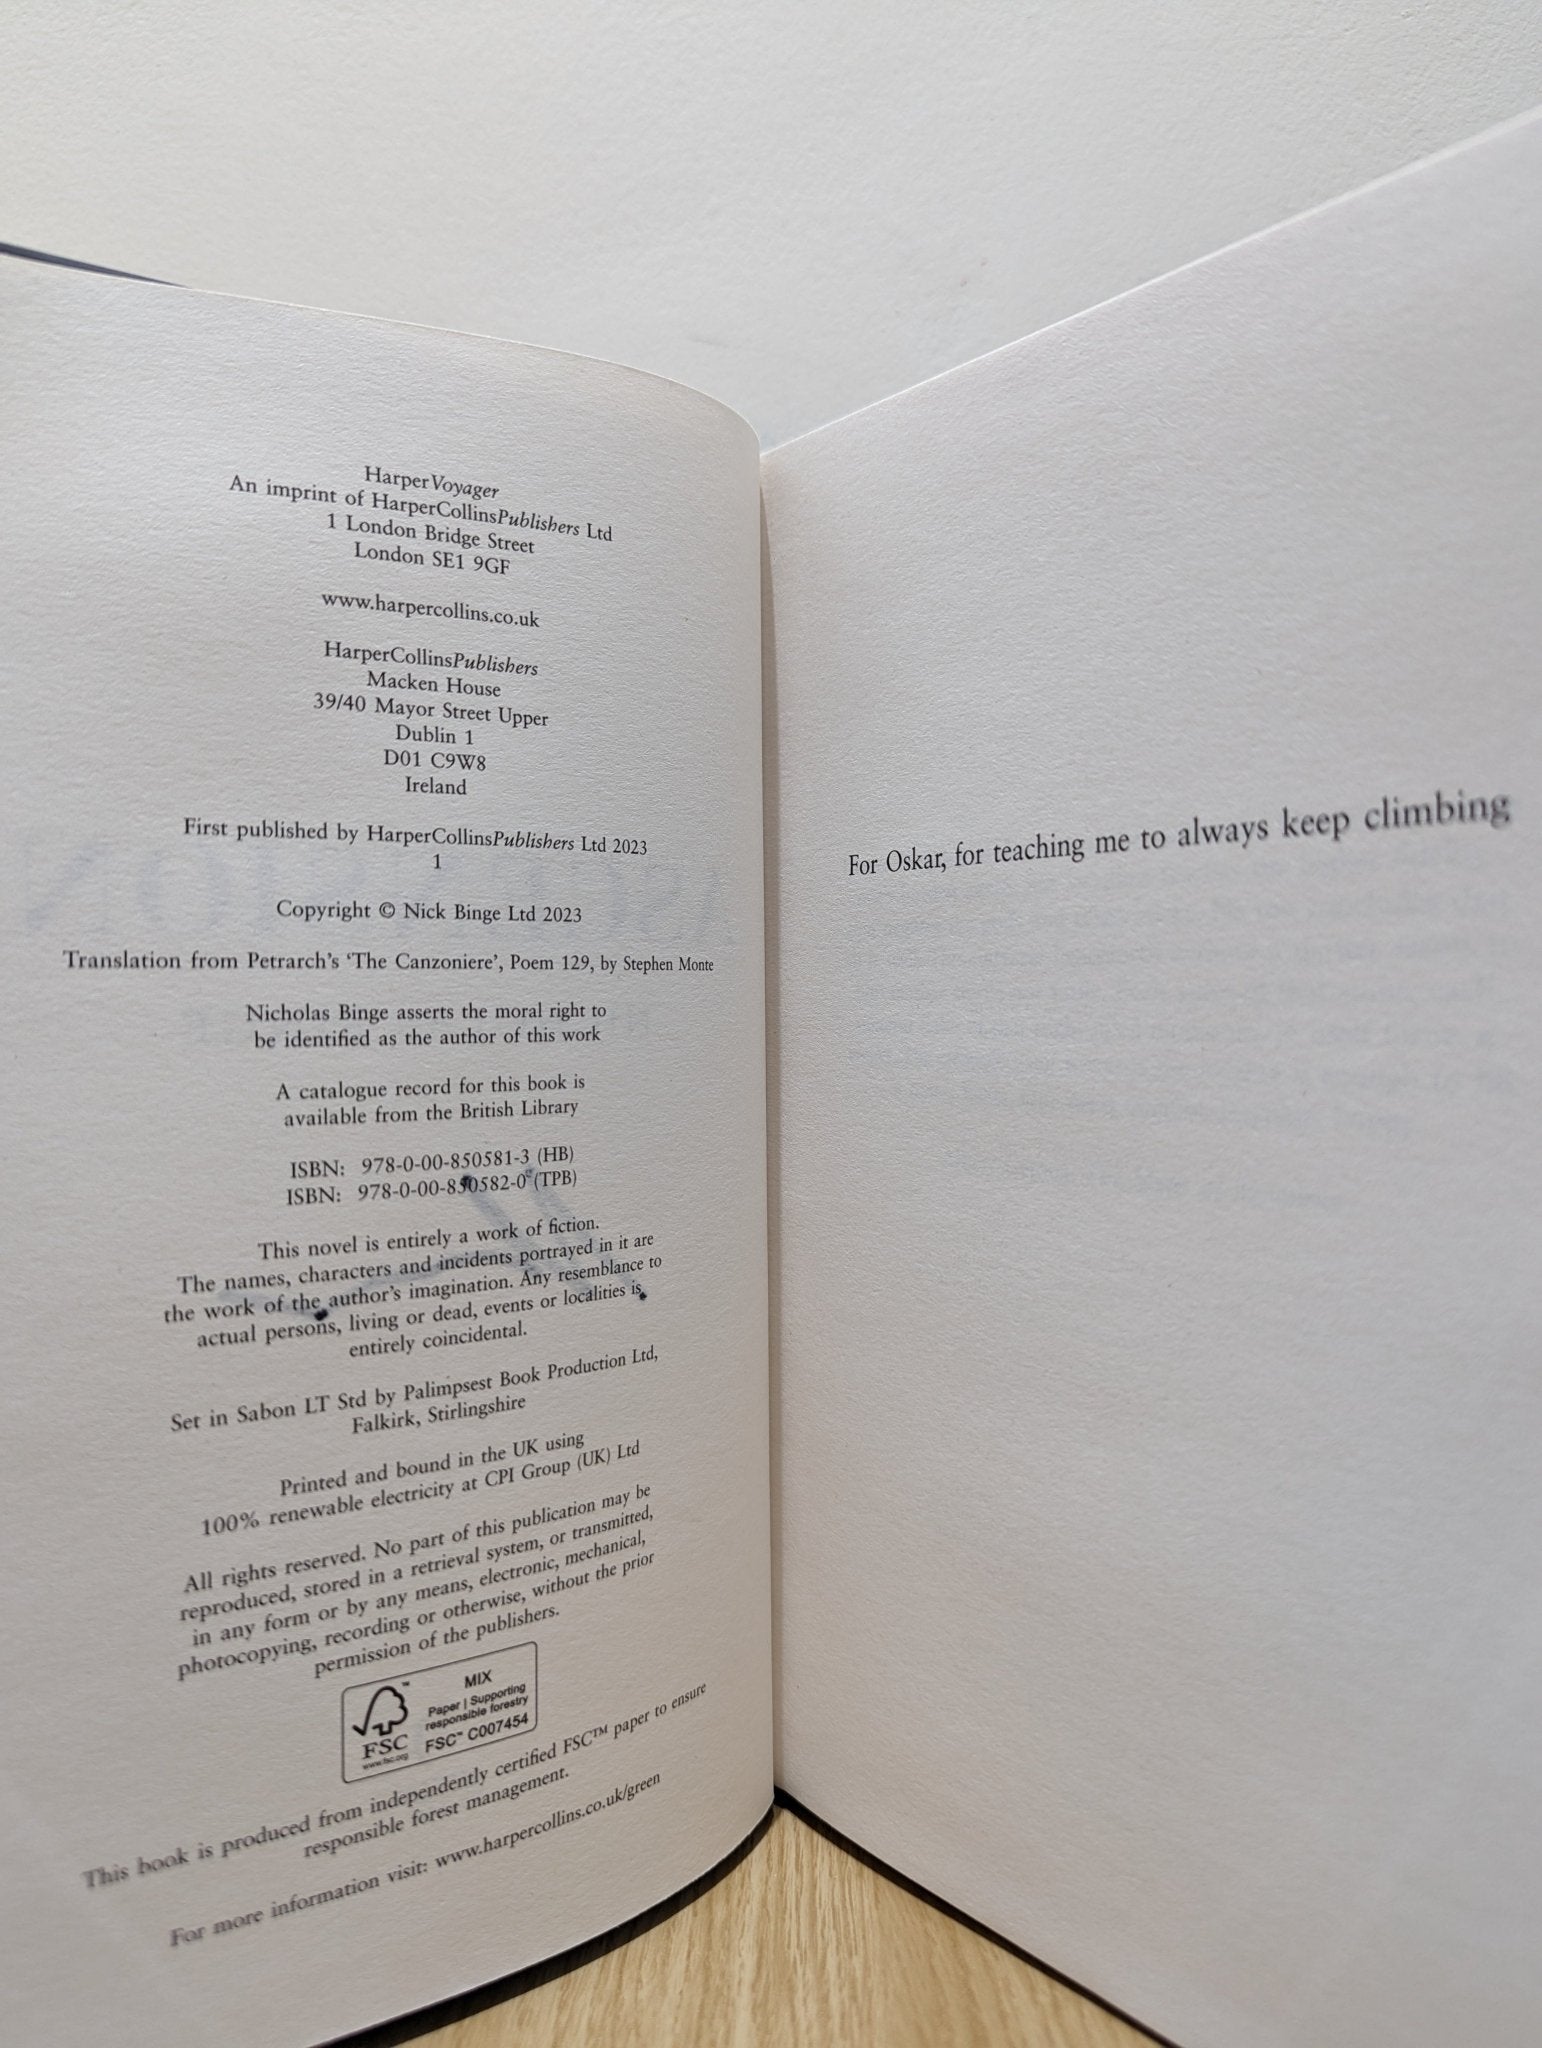 HarperVoyager
An imprint of HarperCollinsPublishers Ltd
1 London Bridge Street
London SE1 9GF
www.harpercollins.co.uk
HarperCollinsPublishers
Macken House
39/40 Mayor Street Upper
Dublin 1
D01 C9W8
Ireland
First published by HarperCollinsPublishers Ltd 2023
1
Copyright © Nick Binge Ltd 2023
Translation from Petrarch's ‘The Canzoniere’, Poem 129, by Stephen Monte
Nicholas Binge asserts the moral right to
be identified as the author of this work
A catalogue record for this book is
available from the British Library
ISBN: 978-0-00-850581-3 (HB)
ISBN: 978-0-00-850582-0 (TPB)
This novel is entirely a work of fiction.
The names, characters and incidents portrayed in it are
the work of the author's imagination. Any resemblance to
actual persons, living or dead, events or localities is
entirely coincidental.
Set in Sabon LT Std by Palimpsest Book Production Ltd,
Falkirk, Stirlingshire
Printed and bound in the UK using
100% renewable electricity at CPI Group (UK) Ltd
All rights reserved. No part of this publication may be
reproduced, stored in a retrieval system, or transmitted,
in any form or by any means, electronic, mechanical,
photocopying, recording or otherwise, without the prior
permission of the publishers.
MIX
Paper | Supporting
responsible forestry
FSC™ C007454
FSC
www.fsc.org
This book is produced from independently certified FSC™ paper to ensure
responsible forest management.
For more information visit: www.harpercollins.co.uk/green
For Oskar, for teaching me to always keep climbing